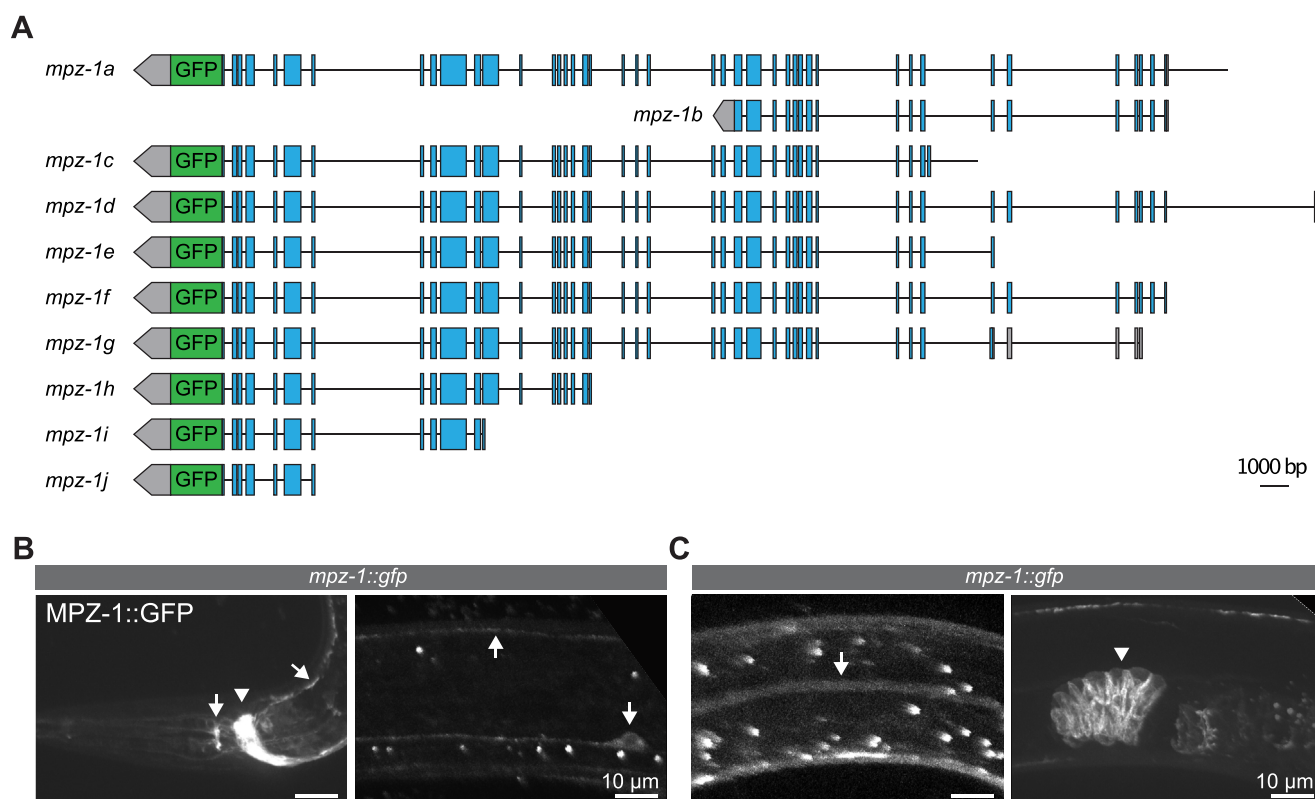 A
mpz-1a GFP
mpz-1b
mpz-1c GFP
mpz-1d GFP
mpz-1e GFP
mpz-1f GFP
mpz-1g GFP
mpz-1h GFP
mpz-1i GFP
mpz-1j GFP
1000 bp
B
mpz-1::gfp
MPZ-1::GFP
10 µm
C
mpz-1::gfp
10 µm